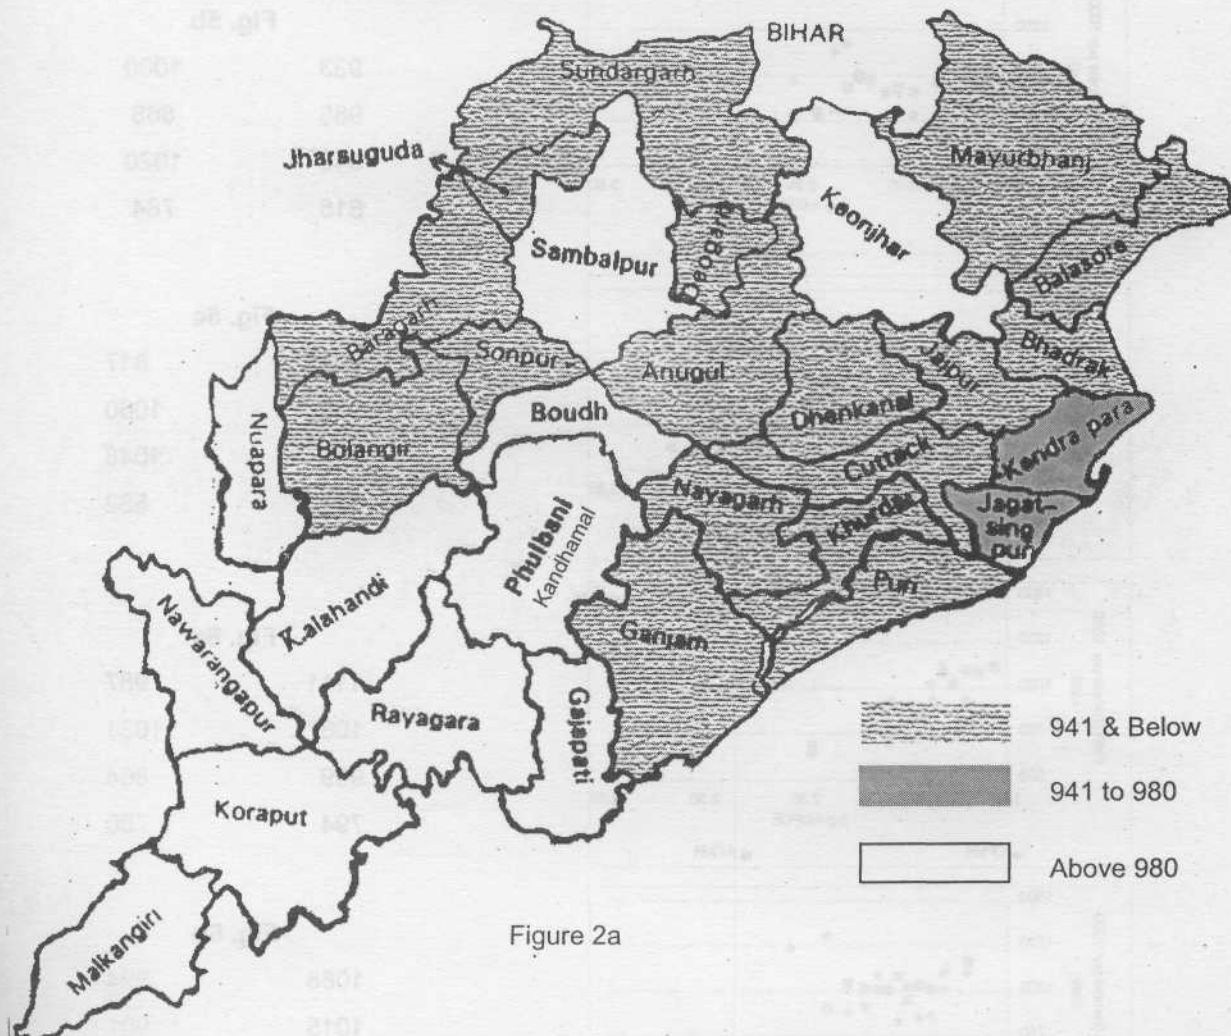 BIHAR
Sundargarh
Jharsuguda
Mayurbhanj
Keonjhar
Sambalpur
Deogarh
Balasore
Baragarh
Sonpur
Anugul
Jajpur
Bhadrak
Nuapara
Bolangir
Boudh
Dhenkanal
Kendra para
Cuttack
Nayagarh
Khurda
Jagat-
sing
pur
Phulbani
Kandhamal
Puri
Kalahandi
Nawarangapur
Ganjam
Rayagara
Gajapati
Koraput
Malkangiri
941 & Below
941 to 980
Above 980
Figure 2a